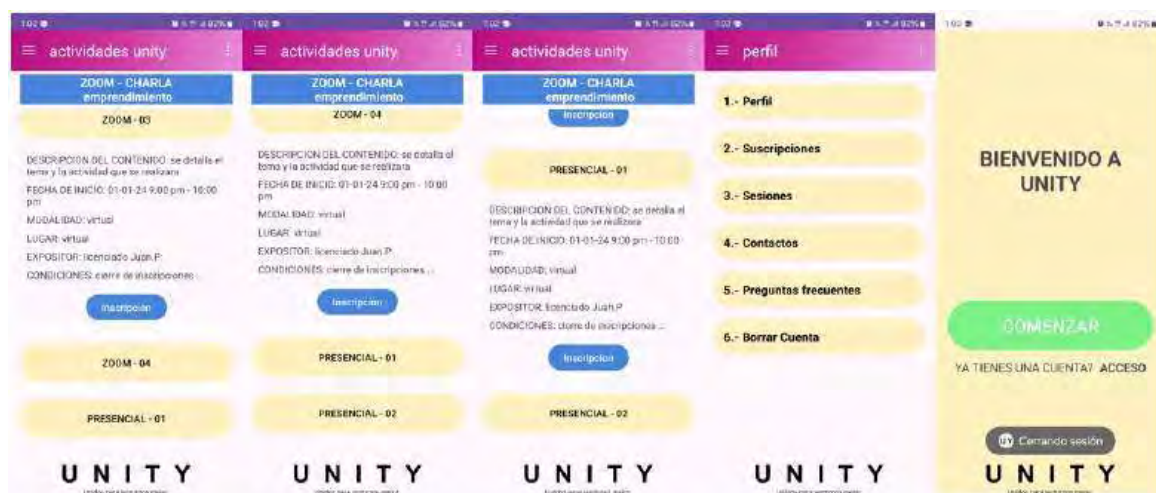 1:02
actividades unity
ZOOM - CHARLA
emprendimiento
ZOOM - 03
DESCRIPCION DEL CONTENIDO: se detalla el
tema y la actividad que se realizara
FECHA DE INICIO: 01-01-24 9:00 pm - 10:00
pm
MODALIDAD: virtual
LUGAR: virtual
EXPOSITOR: licenciado Juan P
CONDICIONES: cierre de inscripciones ...
Inscripcion
ZOOM - 04
PRESENCIAL - 01
UNITY
1:02
actividades unity
ZOOM - CHARLA
emprendimiento
ZOOM - 04
DESCRIPCION DEL CONTENIDO: se detalla el
tema y la actividad que se realizara
FECHA DE INICIO: 01-01-24 9:00 pm - 10:00
pm
MODALIDAD: virtual
LUGAR: virtual
EXPOSITOR: licenciado Juan P
CONDICIONES: cierre de inscripciones ...
Inscripcion
PRESENCIAL - 01
PRESENCIAL - 02
UNITY
1:02
actividades unity
ZOOM - CHARLA
emprendimiento
Inscripcion
PRESENCIAL - 01
DESCRIPCION DEL CONTENIDO: se detalla el
tema y la actividad que se realizara
FECHA DE INICIO: 01-01-24 9:00 pm - 10:00
pm
MODALIDAD: virtual
LUGAR: virtual
EXPOSITOR: licenciado Juan P
CONDICIONES: cierre de inscripciones ...
Inscripcion
PRESENCIAL - 02
UNITY
perfil
1.- Perfil
2.- Suscripciones
3.- Sesiones
4.- Contactos
5.- Preguntas frecuentes
6.- Borrar Cuenta
UNITY
BIENVENIDO A
UNITY
COMENZAR
YA TIENES UNA CUENTA? ACCESO
UY Cerrando sesión
UNITY